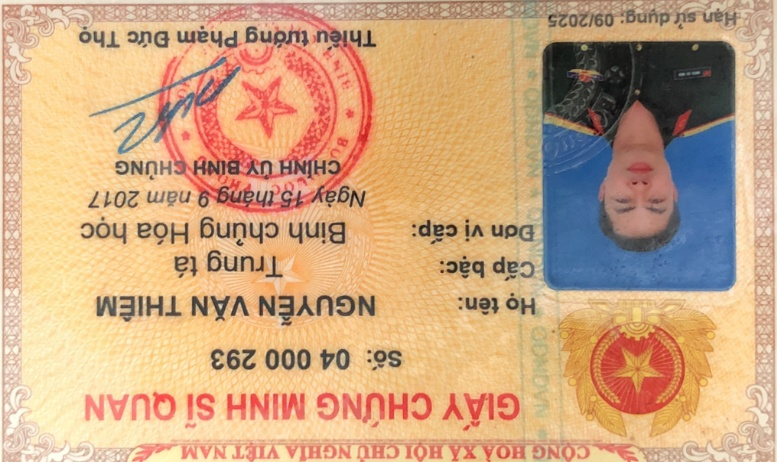 CỘNG HOÀ XÃ HỘI CHỦ NGHĨA VIỆT NAM
GIẤY CHỨNG MINH SĨ QUAN
Số: 04 000 293
Họ tên: NGUYỄN VĂN THIÊM
Cấp bậc: Trung tá
Đơn vị cấp: Binh chủng Hóa học
Ngày 15 tháng 9 năm 2017
CHÍNH ỦY BINH CHỦNG
Thiếu tướng Phạm Đức Thọ
Hạn sử dụng: 09/2025